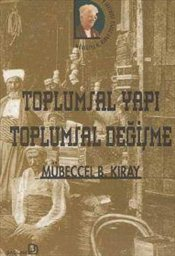 TOPLUMSAL YAPI
TOPLUMSAL DEĞİŞME
MÜBECCEL B. KIRAY